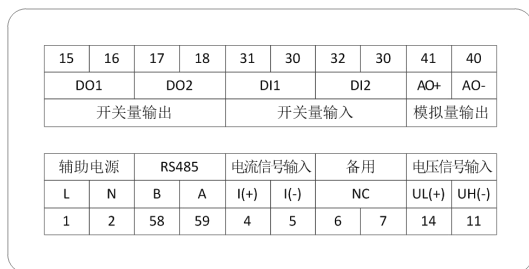 15 16 17 18 31 30 32 30 41 40
DO1 DO2 DI1 DI2 AO+ AO-
开关量输出 开关量输入 模拟量输出
辅助电源 RS485 电流信号输入 备用 电压信号输入
L N B A I(+) I(-) NC UL(+) UH(-)
1 2 58 59 4 5 6 7 14 11